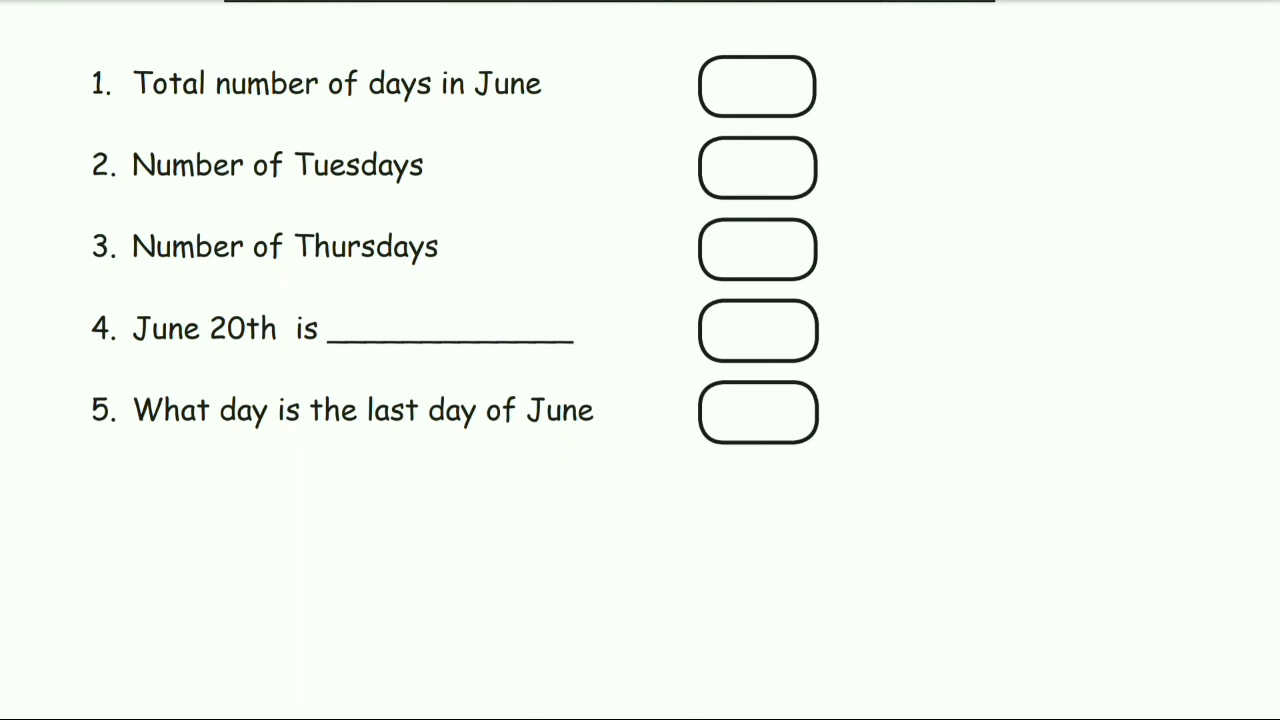 1. Total number of days in June
2. Number of Tuesdays
3. Number of Thursdays
4. June 20th is _____________
5. What day is the last day of June